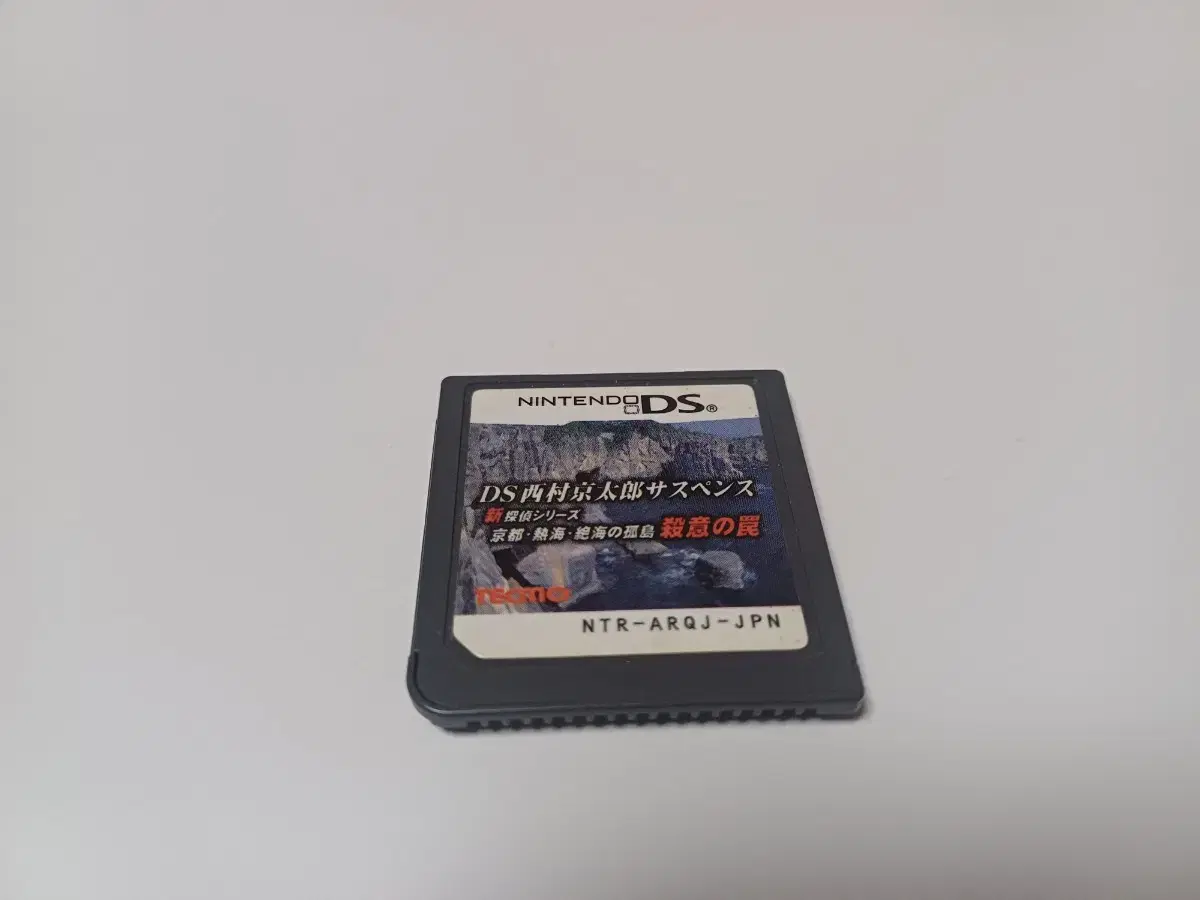 NINTENDO DS®
DS西村京太郎サスペンス
新探偵シリーズ
京都・熱海・絶海の孤島 殺意の罠
TECMO
NTR-ARQJ-JPN